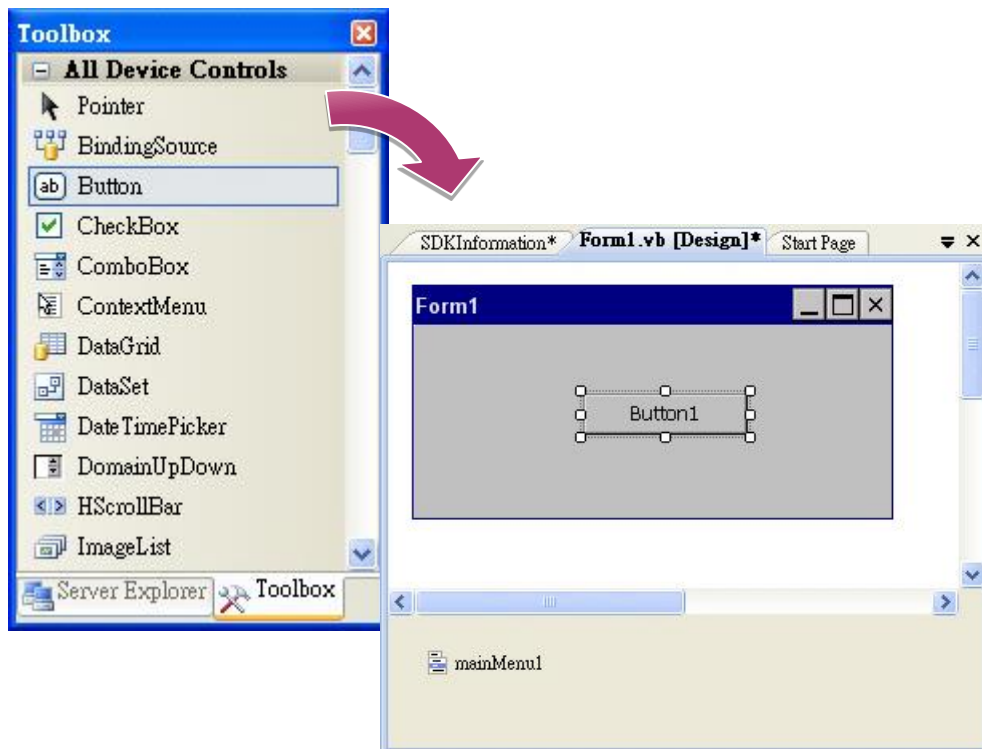 Toolbox
All Device Controls
Pointer
BindingSource
ab Button
CheckBox
ComboBox
ContextMenu
DataGrid
DataSet
DateTimePicker
DomainUpDown
HScrollBar
ImageList
Server Explorer Toolbox
SDKInformation* Form1.vb [Design]* Start Page
Form1
Button1
mainMenu1